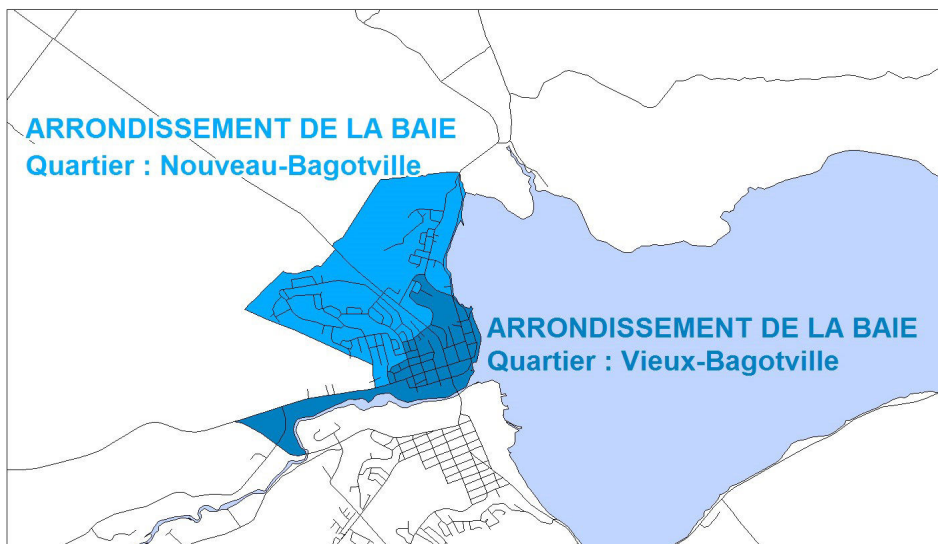 ARRONDISSEMENT DE LA BAIE
Quartier : Nouveau-Bagotville
ARRONDISSEMENT DE LA BAIE
Quartier : Vieux-Bagotville